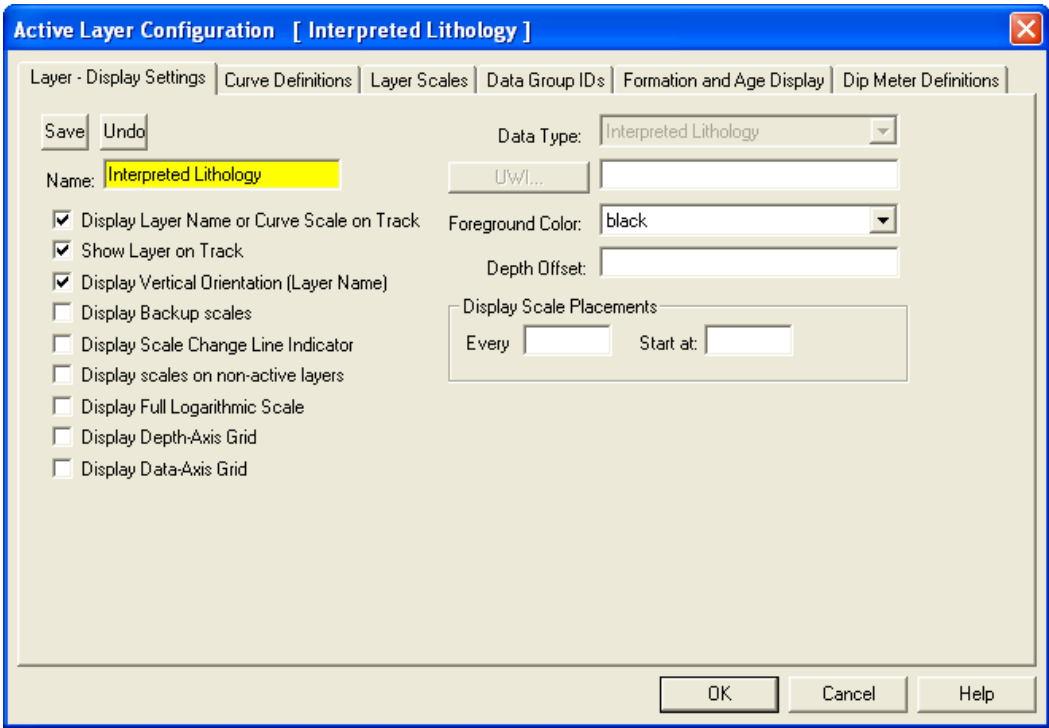 Active Layer Configuration [ Interpreted Lithology ]
Layer - Display Settings Curve Definitions Layer Scales Data Group IDs Formation and Age Display Dip Meter Definitions
Save Undo
Name: Interpreted Lithology
Display Layer Name or Curve Scale on Track
Show Layer on Track
Display Vertical Orientation (Layer Name)
Display Backup scales
Display Scale Change Line Indicator
Display scales on non-active layers
Display Full Logarithmic Scale
Display Depth-Axis Grid
Display Data-Axis Grid
Data Type: Interpreted Lithology
UWI...
Foreground Color: black
Depth Offset:
Display Scale Placements
Every Start at:
OK Cancel Help